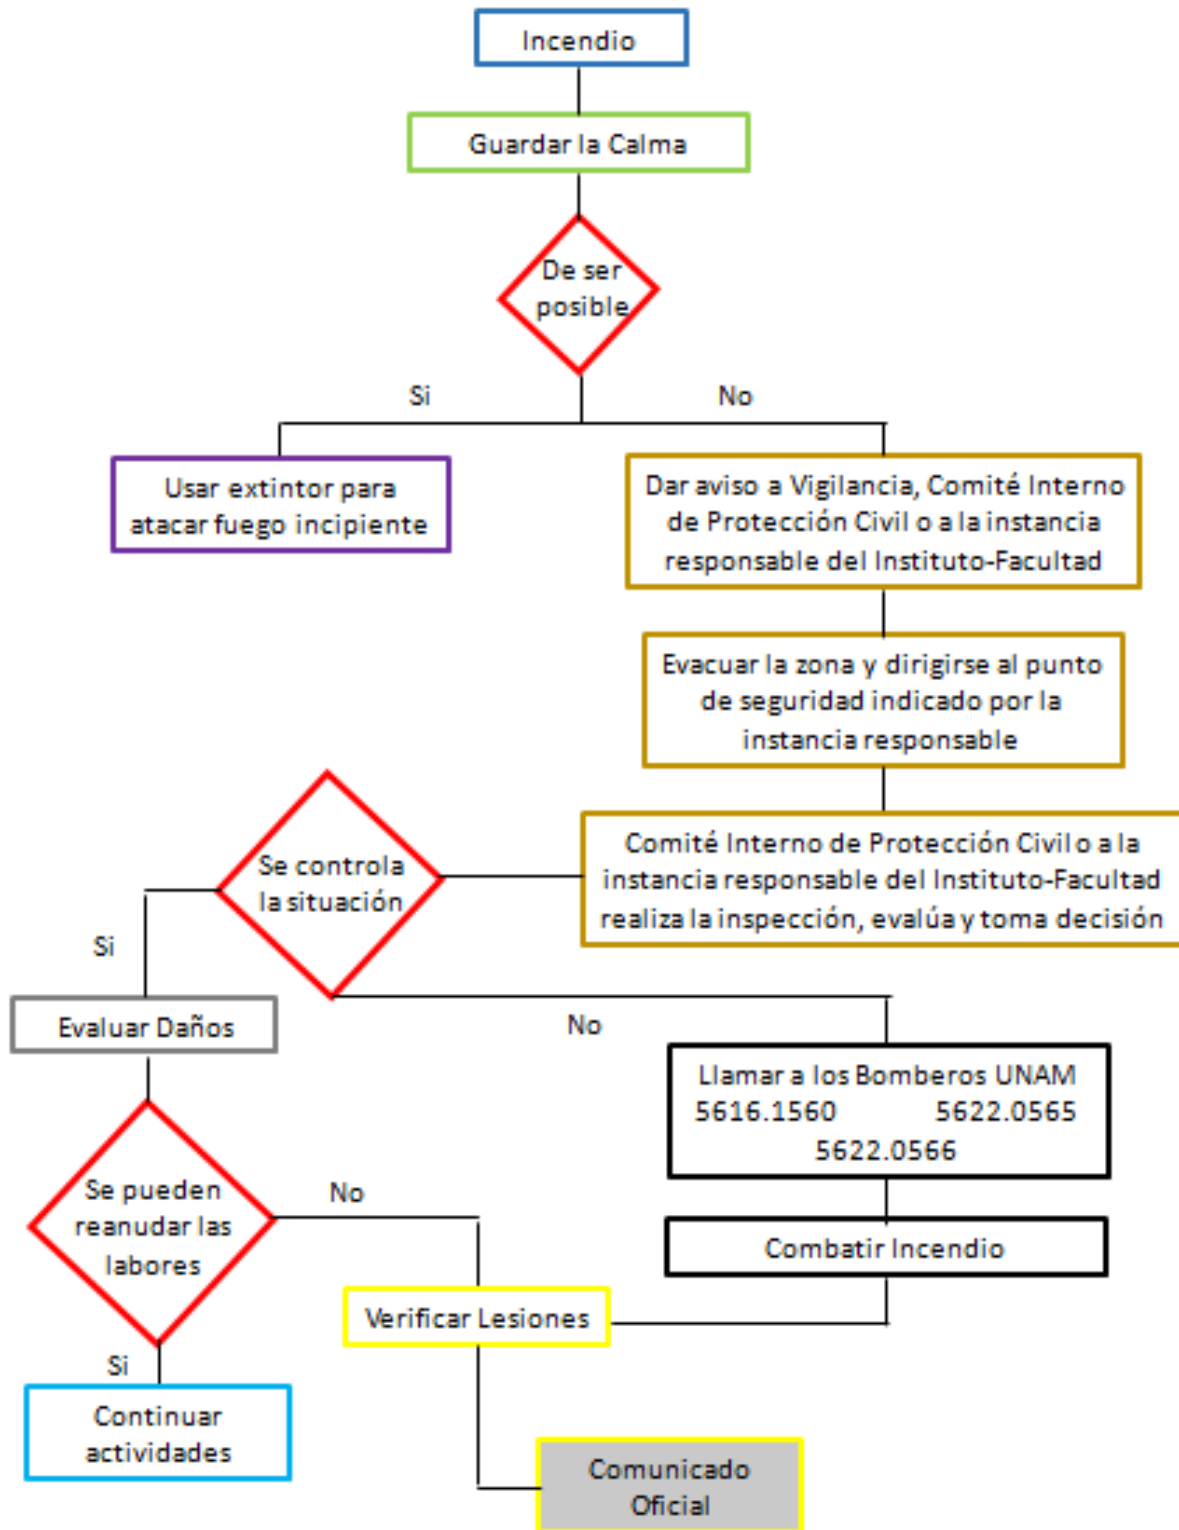 Incendio
Guardar la Calma
De ser
posible
Si
No
Usar extintor para
atacar fuego incipiente
Dar aviso a Vigilancia, Comité Interno
de Protección Civil o a la instancia
responsable del Instituto-Facultad
Evacuar la zona y dirigirse al punto
de seguridad indicado por la
instancia responsable
Comité Interno de Protección Civil o a la
instancia responsable del Instituto-Facultad
realiza la inspección, evalúa y toma decisión
Se controla
la situación
Si
No
Evaluar Daños
Llamar a los Bomberos UNAM
5616.1560 5622.0565
5622.0566
Se pueden
reanudar las
labores
No
Combatir Incendio
Verificar Lesiones
Si
Continuar
actividades
Comunicado
Oficial